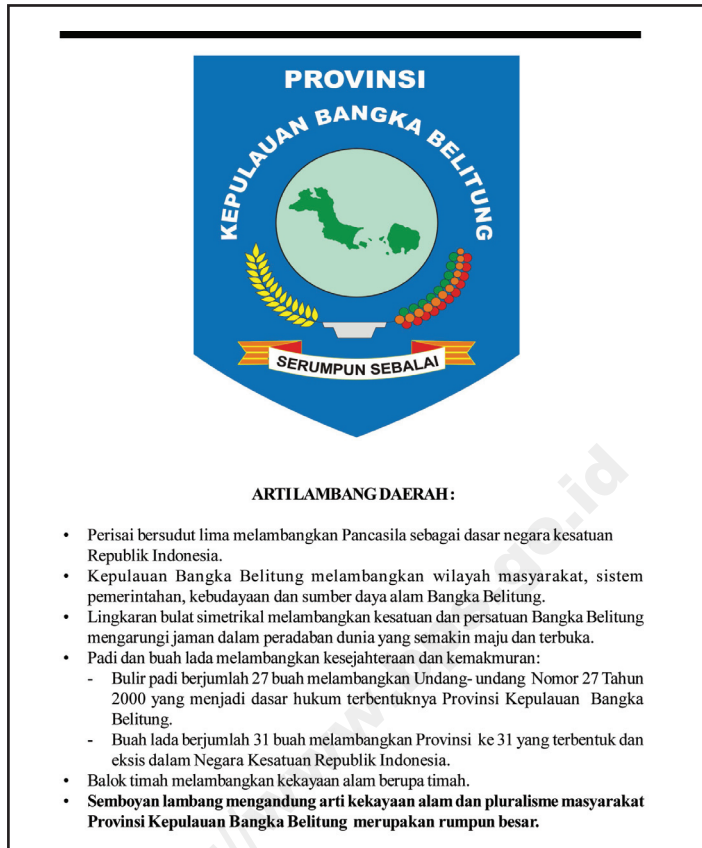 PROVINSI
KEPULAUAN BANGKA BELITUNG
SERUMPUN SEBALAI
ARTI LAMBANG DAERAH :
• Perisai bersudut lima melambangkan Pancasila sebagai dasar negara kesatuan
Republik Indonesia.
• Kepulauan Bangka Belitung melambangkan wilayah masyarakat, sistem
pemerintahan, kebudayaan dan sumber daya alam Bangka Belitung.
• Lingkaran bulat simetrikal melambangkan kesatuan dan persatuan Bangka Belitung
mengarungi jaman dalam peradaban dunia yang semakin maju dan terbuka.
• Padi dan buah lada melambangkan kesejahteraan dan kemakmuran:
- Bulir padi berjumlah 27 buah melambangkan Undang- undang Nomor 27 Tahun
2000 yang menjadi dasar hukum terbentuknya Provinsi Kepulauan Bangka
Belitung.
- Buah lada berjumlah 31 buah melambangkan Provinsi ke 31 yang terbentuk dan
eksis dalam Negara Kesatuan Republik Indonesia.
• Balok timah melambangkan kekayaan alam berupa timah.
• Semboyan lambang mengandung arti kekayaan alam dan pluralisme masyarakat
Provinsi Kepulauan Bangka Belitung merupakan rumpun besar.